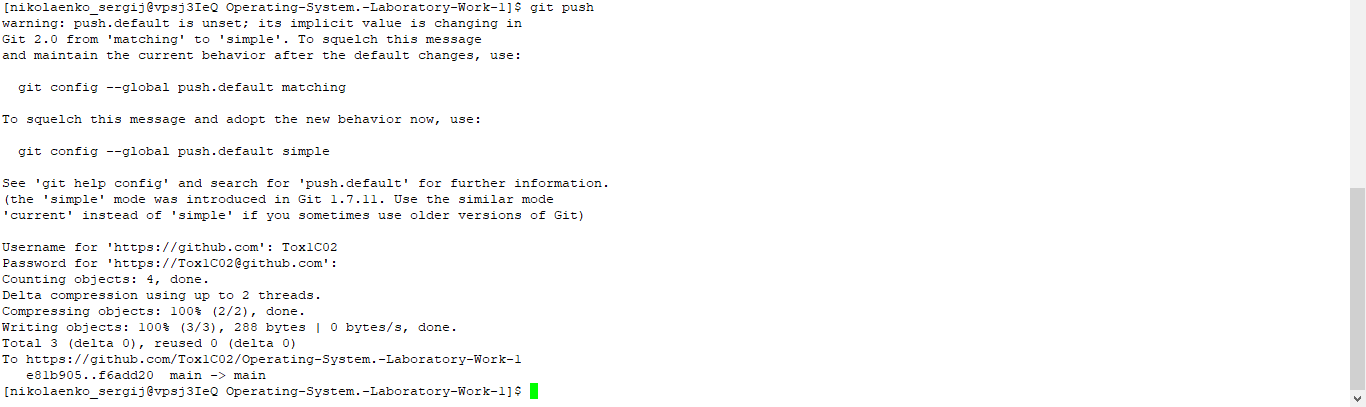 [nikolaenko_sergij@vpsj3IeQ Operating-System.-Laboratory-Work-1]$ git push
warning: push.default is unset; its implicit value is changing in
Git 2.0 from 'matching' to 'simple'. To squelch this message
and maintain the current behavior after the default changes, use:

  git config --global push.default matching

To squelch this message and adopt the new behavior now, use:

  git config --global push.default simple

See 'git help config' and search for 'push.default' for further information.
(the 'simple' mode was introduced in Git 1.7.11. Use the similar mode
'current' instead of 'simple' if you sometimes use older versions of Git)

Username for 'https://github.com': Tox1C02
Password for 'https://Tox1C02@github.com':
Counting objects: 4, done.
Delta compression using up to 2 threads.
Compressing objects: 100% (2/2), done.
Writing objects: 100% (3/3), 288 bytes | 0 bytes/s, done.
Total 3 (delta 0), reused 0 (delta 0)
To https://github.com/Tox1C02/Operating-System.-Laboratory-Work-1
   e81b905..f6add20  main -> main
[nikolaenko_sergij@vpsj3IeQ Operating-System.-Laboratory-Work-1]$